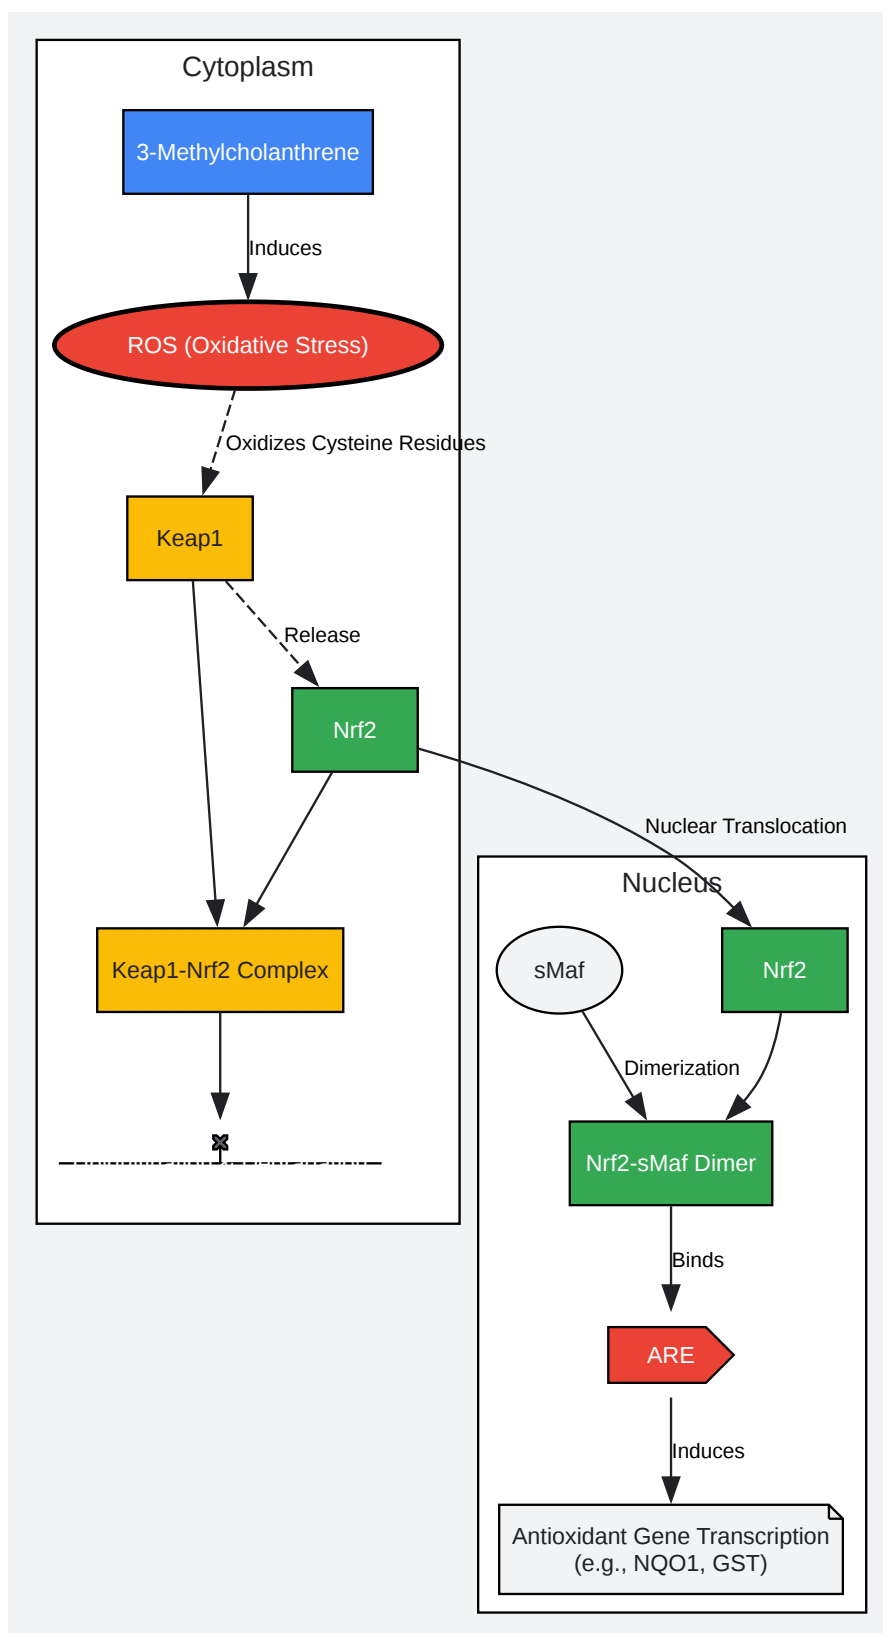 Cytoplasm
3-Methylcholanthrene
Induces
ROS (Oxidative Stress)
Oxidizes Cysteine Residues
Keap1
Release
Nrf2
Nuclear Translocation
Nucleus
Keap1-Nrf2 Complex
sMaf
Nrf2
Dimerization
Nrf2-sMaf Dimer
Binds
ARE
Induces
Antioxidant Gene Transcription
(e.g., NQO1, GST)